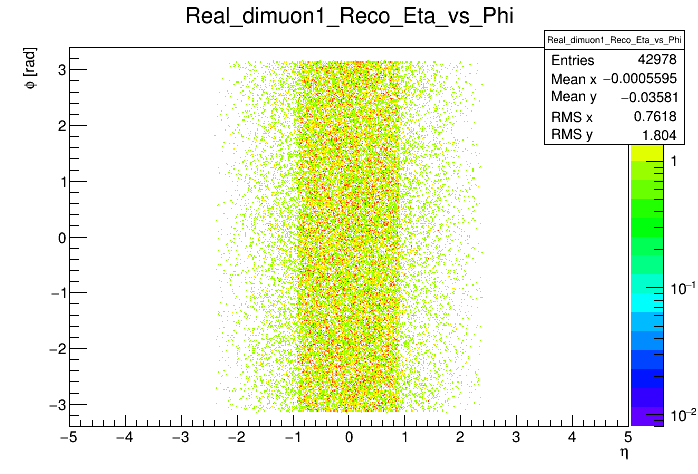 Real_dimuon1_Reco_Eta_vs_Phi
ϕ [rad]
Real_dimuon1_Reco_Eta_vs_Phi
Entries 42978
Mean x −0.0005595
Mean y −0.03581
RMS x 0.7618
RMS y 1.804
3
2
1
0
−1
−2
−3
−5 −4 −3 −2 −1 0 1 2 3 4 5
η
1
10⁻¹
10⁻²